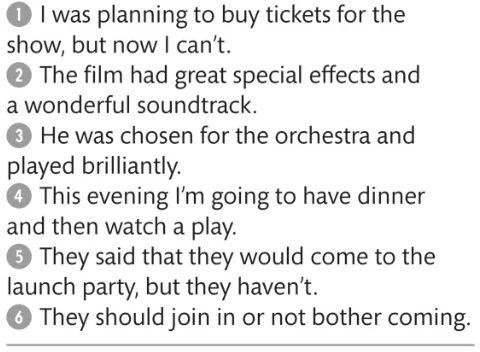 1 I was planning to buy tickets for the
show, but now I can't.
2 The film had great special effects and
a wonderful soundtrack.
3 He was chosen for the orchestra and
played brilliantly.
4 This evening I'm going to have dinner
and then watch a play.
5 They said that they would come to the
launch party, but they haven't.
6 They should join in or not bother coming.